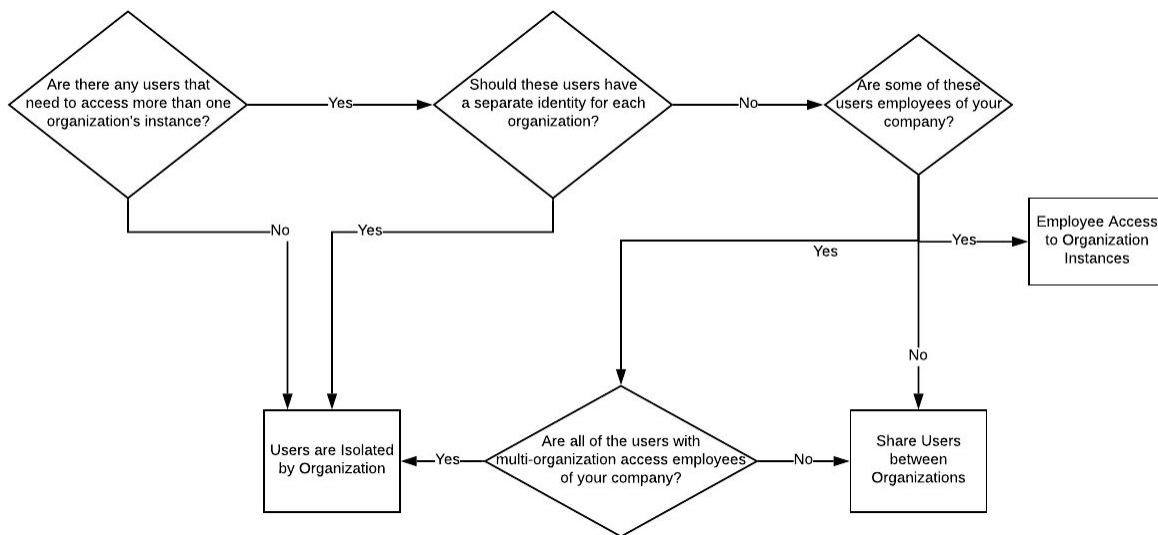 Are there any users that
need to access more than one
organization's instance?
Yes
Should these users have
a separate identity for each
organization?
No
Are some of these
users employees of your
company?
No
Yes
Yes
Yes
Employee Access
to Organization
Instances
No
Users are Isolated
by Organization
Yes
Are all of the users with
multi-organization access employees
of your company?
No
Share Users
between
Organizations